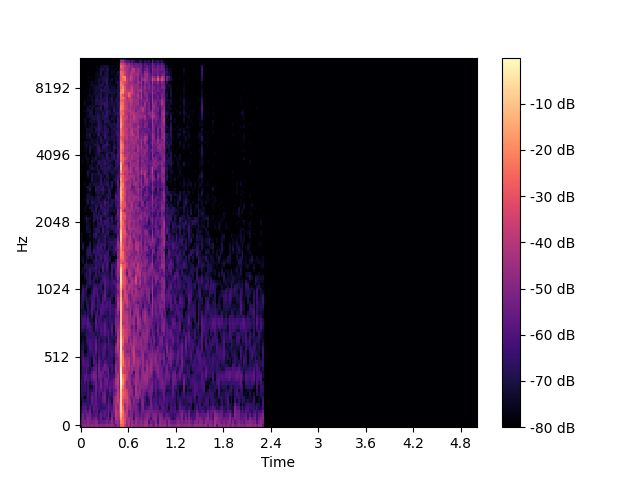 8192
4096
2048
1024
512
0
Hz
0 0.6 1.2 1.8 2.4 3 3.6 4.2 4.8
Time
-10 dB
-20 dB
-30 dB
-40 dB
-50 dB
-60 dB
-70 dB
-80 dB